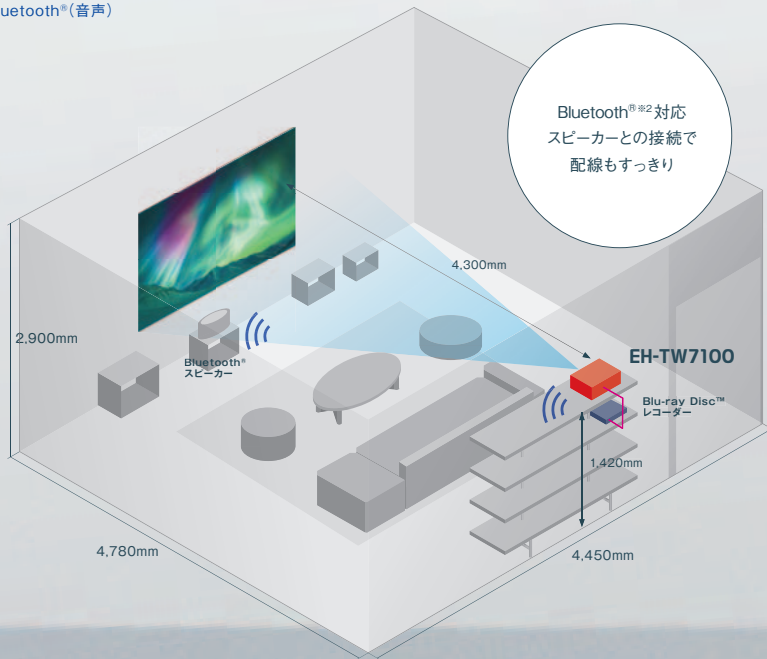 uetooth®(音声)
Bluetooth®※2対応
スピーカーとの接続で
配線もすっきり
4,300mm
2,900mm
Bluetooth®
スピーカー
EH-TW7100
Blu-ray Disc™
レコーダー
1,420mm
4,780mm
4,450mm